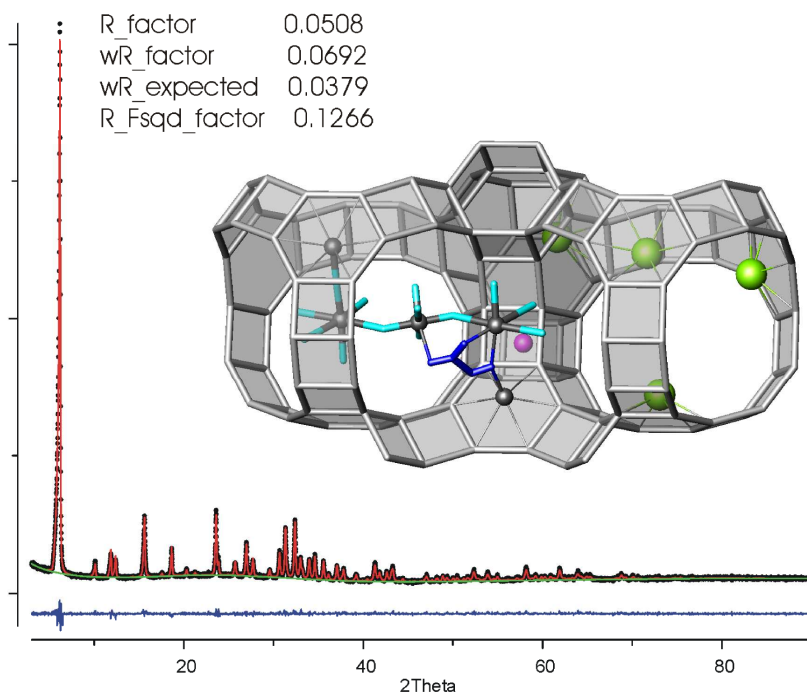 R_factor 0.0508
wR_factor 0.0692
wR_expected 0.0379
R_Fsqd_factor 0.1266
20 40 60 80
2Theta